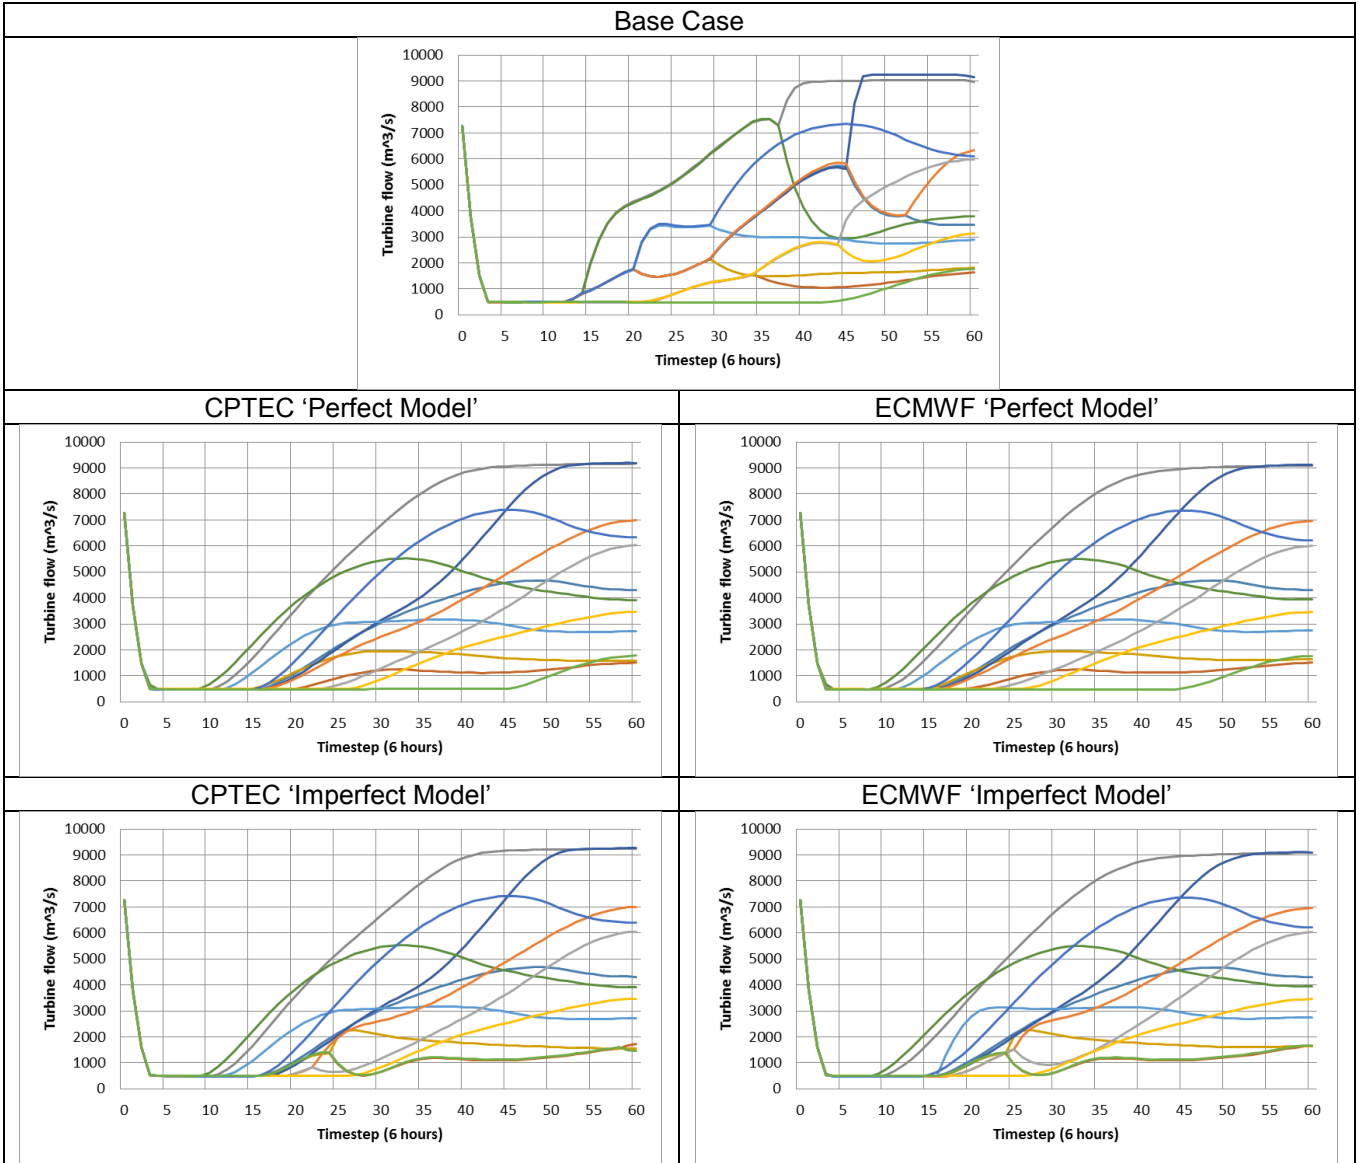 Base Case
10000
9000
8000
7000
6000
5000
4000
3000
2000
1000
0
Turbine flow (m^3/s)
0 5 10 15 20 25 30 35 40 45 50 55 60
Timestep (6 hours)
CPTEC ‘Perfect Model’
10000
9000
8000
7000
6000
5000
4000
3000
2000
1000
0
Turbine flow (m^3/s)
0 5 10 15 20 25 30 35 40 45 50 55 60
Timestep (6 hours)
ECMWF ‘Perfect Model’
10000
9000
8000
7000
6000
5000
4000
3000
2000
1000
0
Turbine flow (m^3/s)
0 5 10 15 20 25 30 35 40 45 50 55 60
Timestep (6 hours)
CPTEC ‘Imperfect Model’
10000
9000
8000
7000
6000
5000
4000
3000
2000
1000
0
Turbine flow (m^3/s)
0 5 10 15 20 25 30 35 40 45 50 55 60
Timestep (6 hours)
ECMWF ‘Imperfect Model’
10000
9000
8000
7000
6000
5000
4000
3000
2000
1000
0
Turbine flow (m^3/s)
0 5 10 15 20 25 30 35 40 45 50 55 60
Timestep (6 hours)